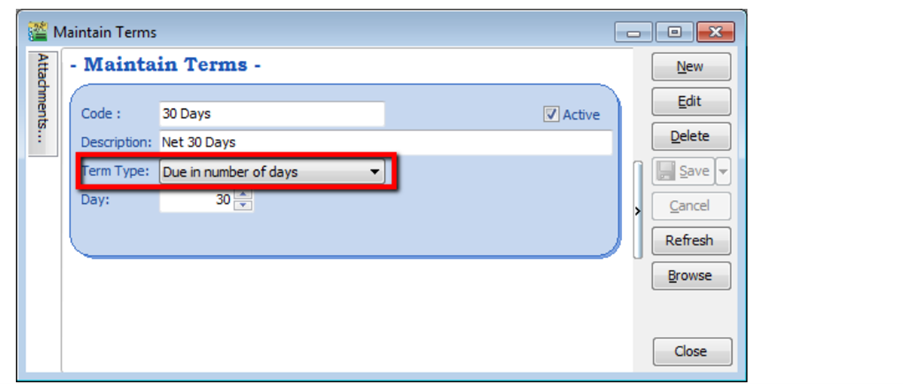 Maintain Terms
Attachments...
- Maintain Terms -
Code :
30 Days
Active
Description:
Net 30 Days
Term Type:
Due in number of days
Day:
30
New
Edit
Delete
Save
Cancel
Refresh
Browse
Close